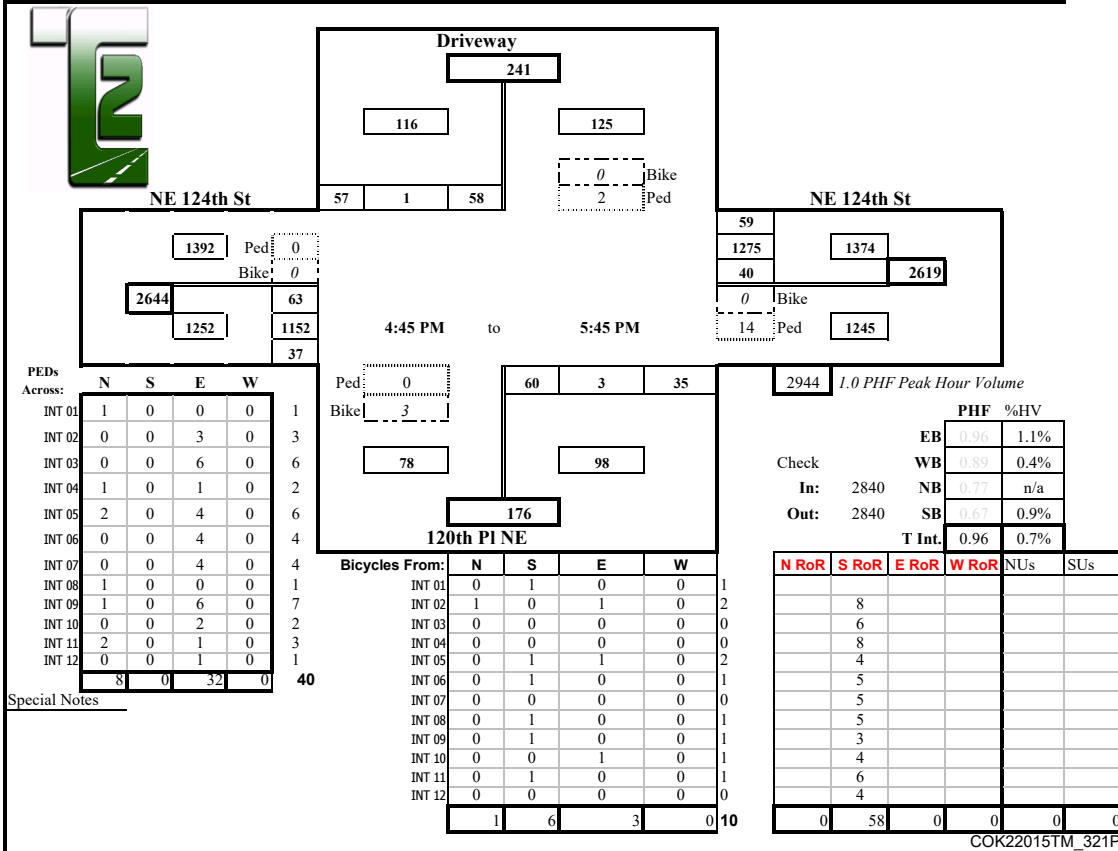 T2
Driveway
241
116 125
0 Bike
2 Ped
NE 124th St 57 1 58 NE 124th St
59
1392 Ped 0 1275 1374
Bike 0 40 2619
2644 63 0 Bike
1252 1152 4:45 PM to 5:45 PM 14 Ped 1245
37
PEDs Across: N S E W
Ped 0 60 3 35 2944 1.0 PHF Peak Hour Volume
Bike 3
78 98
176
120th Pl NE
INT 01 1 0 0 0 1
INT 02 0 0 3 0 3
INT 03 0 0 6 0 6
INT 04 1 0 1 0 2
INT 05 2 0 4 0 6
INT 06 0 0 4 0 4
INT 07 0 0 4 0 4
INT 08 1 0 0 0 1
INT 09 1 0 6 0 7
INT 10 0 0 2 0 2
INT 11 2 0 1 0 3
INT 12 0 0 1 0 1
8 0 32 0 40
Special Notes
PHF %HV
EB 0.96 1.1%
Check WB 0.89 0.4%
In: 2840 NB 0.77 n/a
Out: 2840 SB 0.67 0.9%
T Int. 0.96 0.7%
Bicycles From: N S E W
INT 01 0 1 0 0 1
INT 02 1 0 1 0 2
INT 03 0 0 0 0 0
INT 04 0 0 0 0 0
INT 05 0 1 1 0 2
INT 06 0 1 0 0 1
INT 07 0 0 0 0 0
INT 08 0 1 0 0 1
INT 09 0 1 0 0 1
INT 10 0 0 1 0 1
INT 11 0 1 0 0 1
INT 12 0 0 0 0 0
1 6 3 0 10
N RoR S RoR E RoR W RoR NUs SUs
8
6
8
4
5
5
5
3
4
6
4
0 58 0 0 0 0
COK22015TM_321P